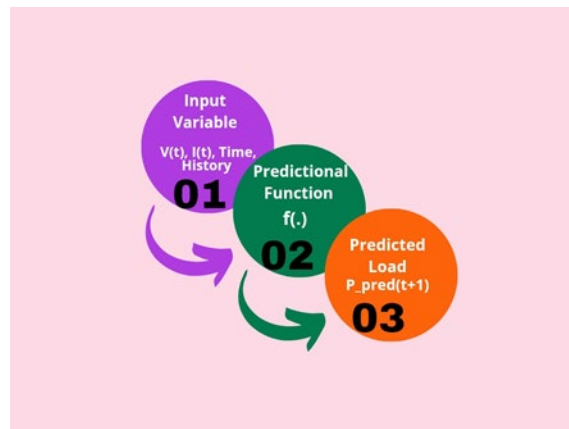 Input
Variable
V(t), I(t), Time,
History
01
Predictional
Function
f(.)
02
Predicted
Load
P_pred(t+1)
03